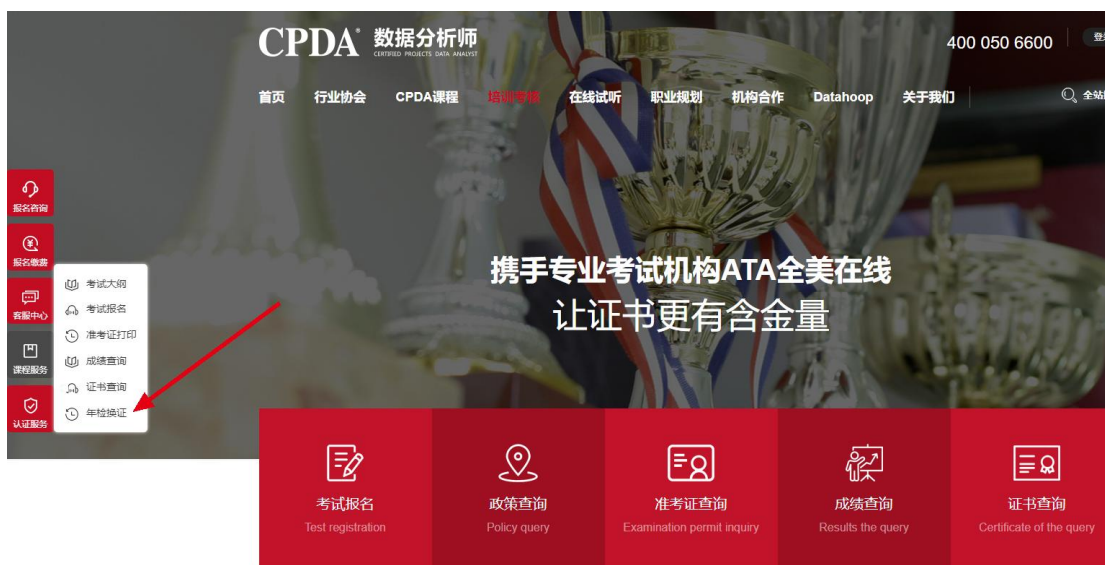 CPDA® 数据分析师
CERTIFIED PROJECTS DATA ANALYST
400 050 6600
首页 行业协会 CPDA课程 培训考核 在线试听 职业规划 机构合作 Datahoop 关于我们
报名咨询
报名缴费
客服中心
课程服务
认证服务
考试大纲
考试报名
准考证打印
成绩查询
证书查询
年检换证
携手专业考试机构ATA全美在线
让证书更有含金量
考试报名
Test registration
政策查询
Policy query
准考证查询
Examination permit inquiry
成绩查询
Results the query
证书查询
Certificate of the query